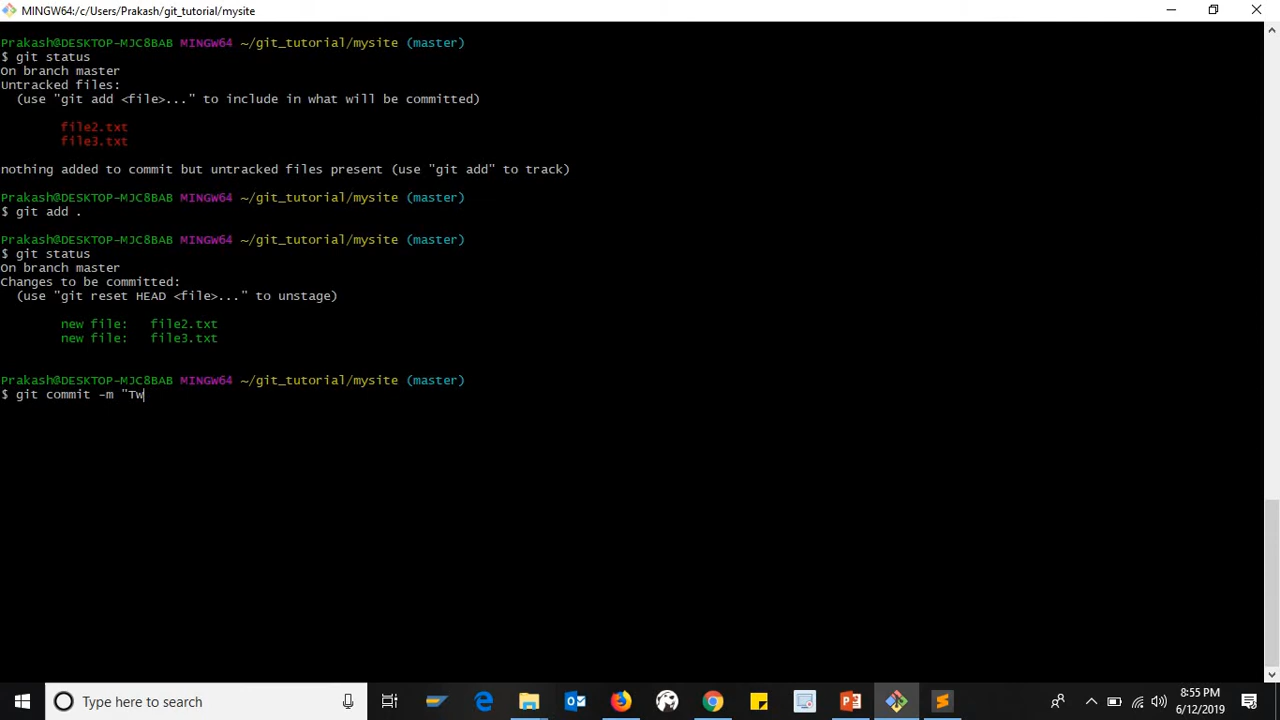 MINGW64:/c/Users/Prakash/git_tutorial/mysite
Prakash@DESKTOP-MJC8BAB MINGW64 ~/git_tutorial/mysite (master)
$ git status
On branch master
Untracked files:
  (use "git add <file>..." to include in what will be committed)
        file2.txt
        file3.txt
nothing added to commit but untracked files present (use "git add" to track)
Prakash@DESKTOP-MJC8BAB MINGW64 ~/git_tutorial/mysite (master)
$ git add .
Prakash@DESKTOP-MJC8BAB MINGW64 ~/git_tutorial/mysite (master)
$ git status
On branch master
Changes to be committed:
  (use "git reset HEAD <file>..." to unstage)
        new file:   file2.txt
        new file:   file3.txt
Prakash@DESKTOP-MJC8BAB MINGW64 ~/git_tutorial/mysite (master)
$ git commit -m "Tw
Type here to search
8:55 PM
6/12/2019